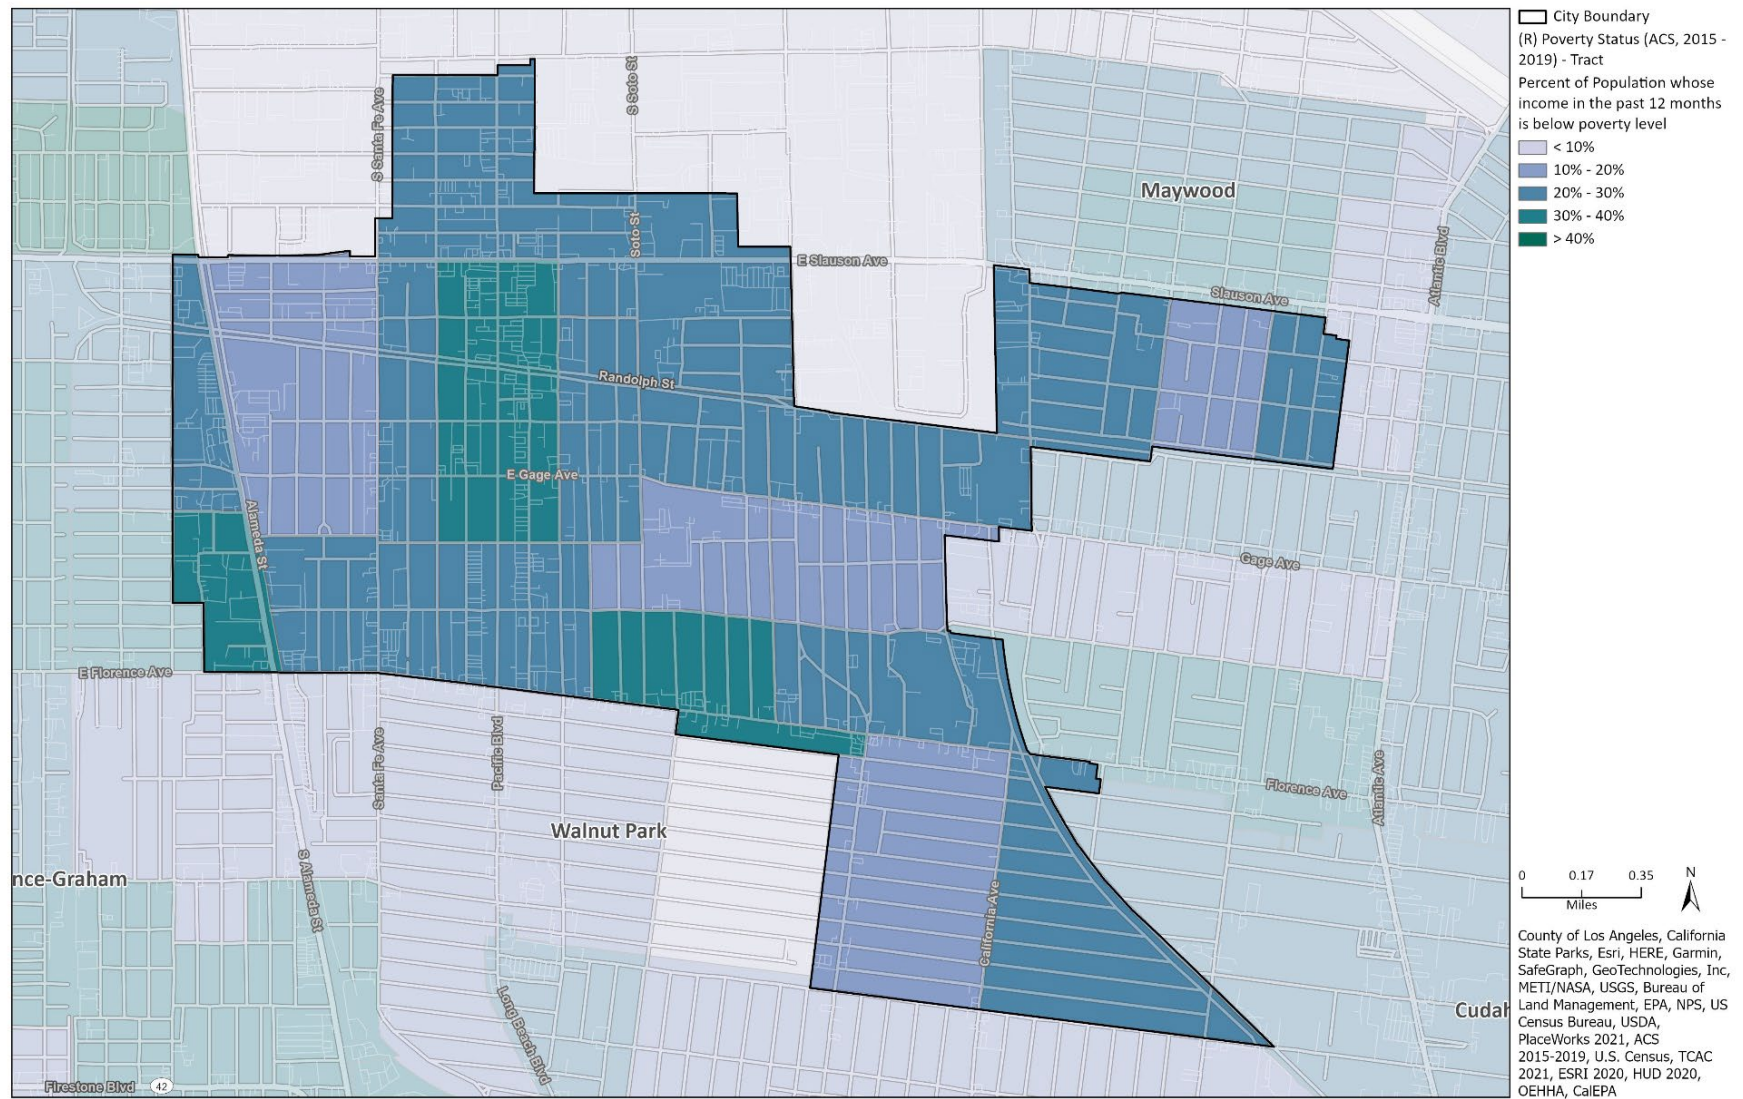 City Boundary
(R) Poverty Status (ACS, 2015 -
2019) - Tract
Percent of Population whose
income in the past 12 months
is below poverty level
< 10%
10% - 20%
20% - 30%
30% - 40%
> 40%
S Santa Fe Ave
S Soto St
Maywood
Soto St
E Slauson Ave
Slauson Ave
Atlantic Blvd
Randolph St
E Gage Ave
Alameda St
Gage Ave
E Florence Ave
Santa Fe Ave
Pacific Blvd
Florence Ave
Atlantic Ave
Walnut Park
nce-Graham
S Alameda St
California Ave
Long Beach Blvd
Cudah
Firestone Blvd
42
0 0.17 0.35
Miles
N
County of Los Angeles, California
State Parks, Esri, HERE, Garmin,
SafeGraph, GeoTechnologies, Inc,
METI/NASA, USGS, Bureau of
Land Management, EPA, NPS, US
Census Bureau, USDA,
PlaceWorks 2021, ACS
2015-2019, U.S. Census, TCAC
2021, ESRI 2020, HUD 2020,
OEHHA, CalEPA